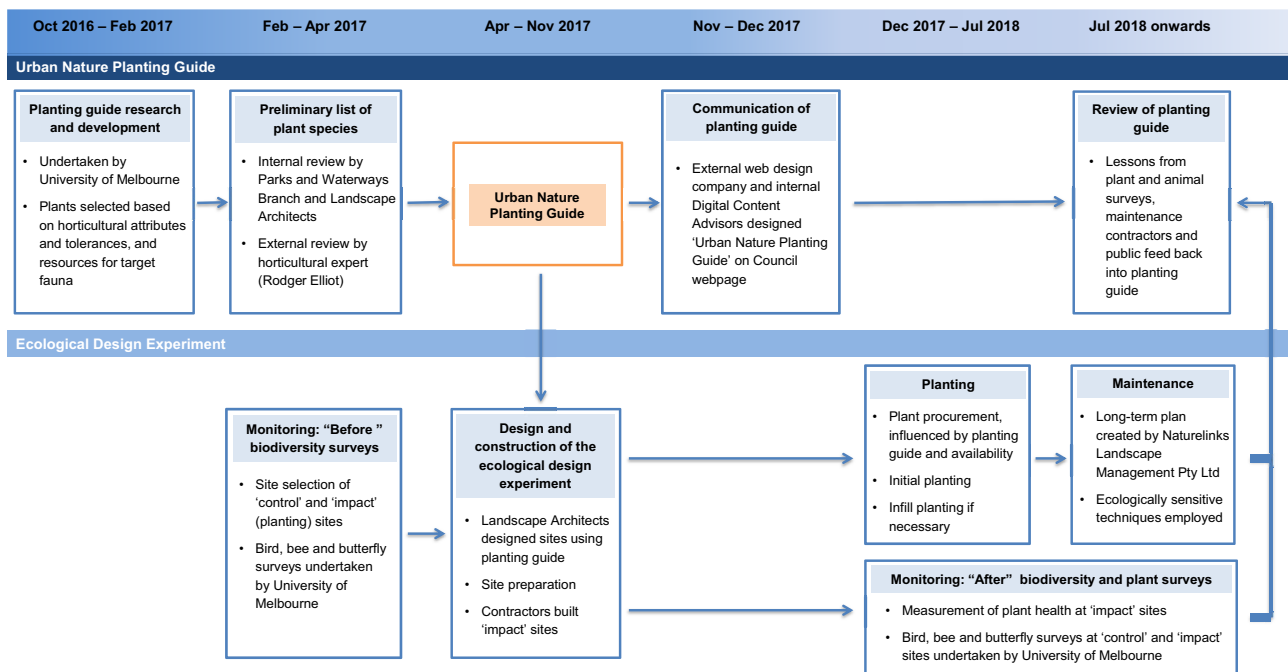 Oct 2016 – Feb 2017
Feb – Apr 2017
Apr – Nov 2017
Nov – Dec 2017
Dec 2017 – Jul 2018
Jul 2018 onwards
Urban Nature Planting Guide
Planting guide research
and development
• Undertaken by
University of Melbourne
• Plants selected based
on horticultural attributes
and tolerances, and
resources for target
fauna
Preliminary list of
plant species
• Internal review by
Parks and Waterways
Branch and Landscape
Architects
• External review by
horticultural expert
(Rodger Elliot)
Urban Nature
Planting Guide
Communication of
planting guide
• External web design
company and internal
Digital Content
Advisors designed
‘Urban Nature Planting
Guide’ on Council
webpage
Review of planting
guide
• Lessons from
plant and animal
surveys,
maintenance
contractors and
public feed back
into planting
guide
Ecological Design Experiment
Monitoring: “Before ”
biodiversity surveys
• Site selection of
‘control’ and ‘impact’
(planting) sites
• Bird, bee and butterfly
surveys undertaken
by University of
Melbourne
Design and
construction of the
ecological design
experiment
• Landscape Architects
designed sites using
planting guide
• Site preparation
• Contractors built
‘impact’ sites
Planting
• Plant procurement,
influenced by planting
guide and availability
• Initial planting
• Infill planting if
necessary
Maintenance
• Long-term plan
created by Naturelinks
Landscape
Management Pty Ltd
• Ecologically sensitive
techniques employed
Monitoring: “After” biodiversity and plant surveys
• Measurement of plant health at ‘impact’ sites
• Bird, bee and butterfly surveys at ‘control’ and ‘impact’
sites undertaken by University of Melbourne